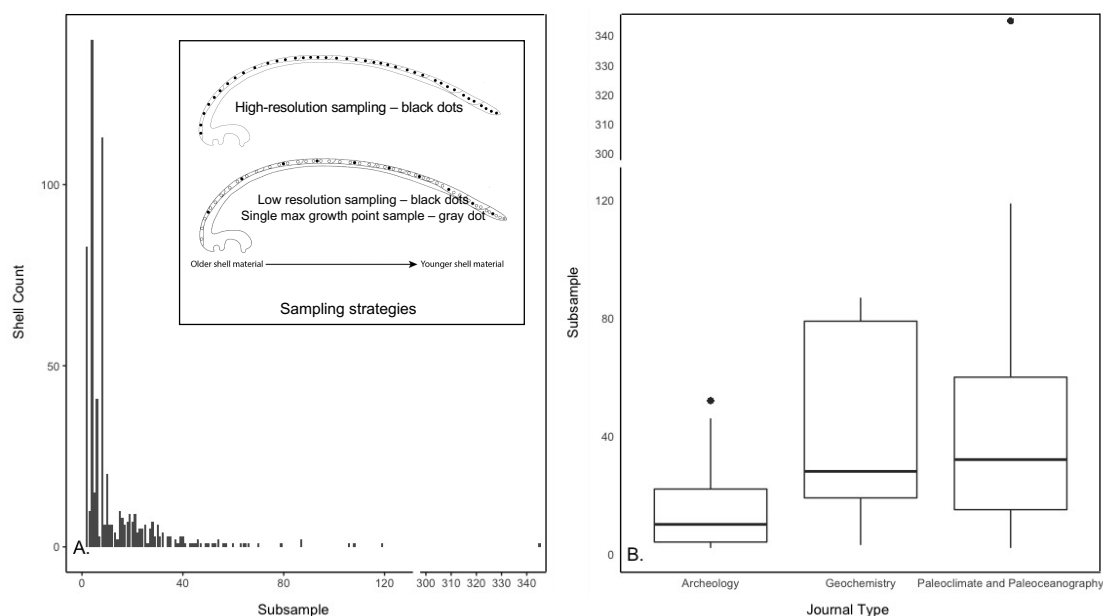 High-resolution sampling – black dots
Low resolution sampling – black dots
Single max growth point sample – gray dot
Older shell material
Younger shell material
Sampling strategies
100
50
0
Shell Count
A.
0
40
80
120
300
310
320
330
340
Subsample
340
330
320
310
300
120
80
40
0
Subsample
B.
Archeology
Geochemistry
Paleoclimate and Paleoceanography
Journal Type